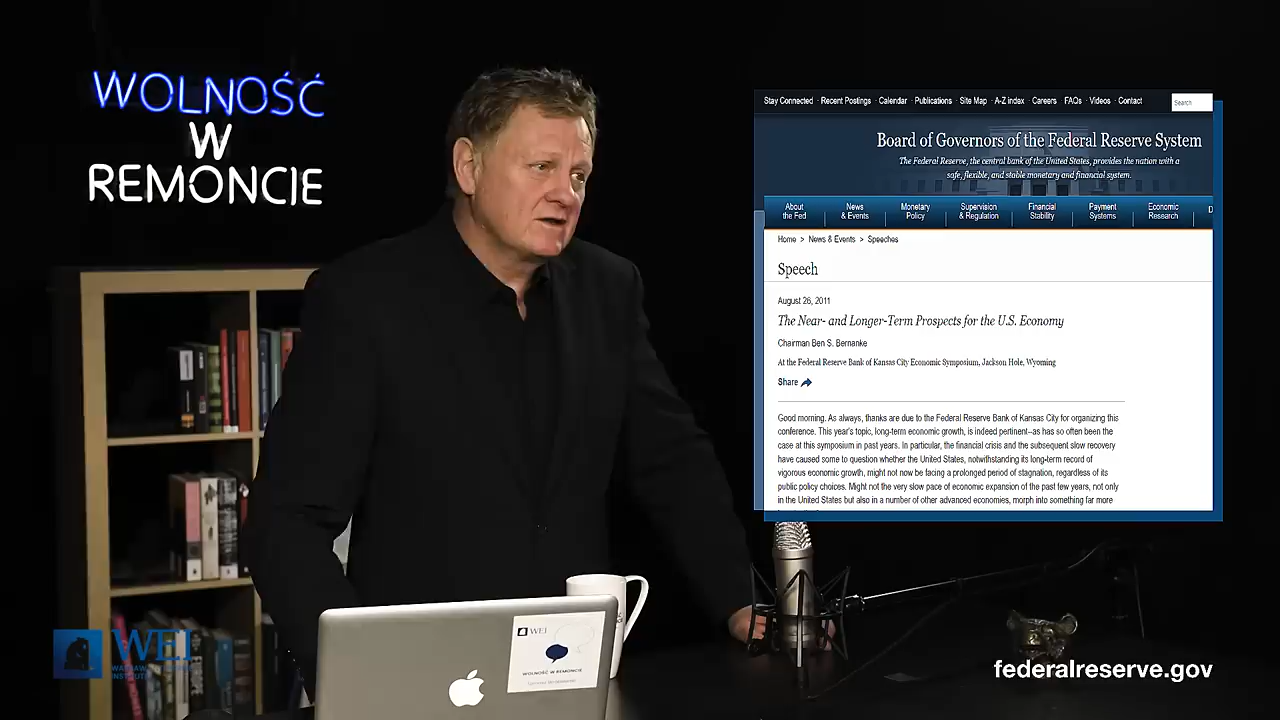 WOLNOŚĆ
W
REMONCIE
Stay Connected Recent Postings Calendar Publications Site Map A-Z index Careers FAQs Videos Contact
Search
Board of Governors of the Federal Reserve System
The Federal Reserve, the central bank of the United States, provides the nation with a
safe, flexible, and stable monetary and financial system.
About
the Fed
News
& Events
Monetary
Policy
Supervision
& Regulation
Financial
Stability
Payment
Systems
Economic
Research
D
Home > News & Events > Speeches
Speech
August 26, 2011
The Near- and Longer-Term Prospects for the U.S. Economy
Chairman Ben S. Bernanke
At the Federal Reserve Bank of Kansas City Economic Symposium, Jackson Hole, Wyoming
Share
Good morning. As always, thanks are due to the Federal Reserve Bank of Kansas City for organizing this
conference. This year's topic, long-term economic growth, is indeed pertinent--as has so often been the
case at this symposium in past years. In particular, the financial crisis and the subsequent slow recovery
have caused some to question whether the United States, notwithstanding its long-term record of
vigorous economic growth, might not now be facing a prolonged period of stagnation, regardless of its
public policy choices. Might not the very slow pace of economic expansion of the past few years, not only
in the United States but also in a number of other advanced economies, morph into something far more
WEI
WEI
WOLNOŚĆ W REMONCIE
federalreserve.gov